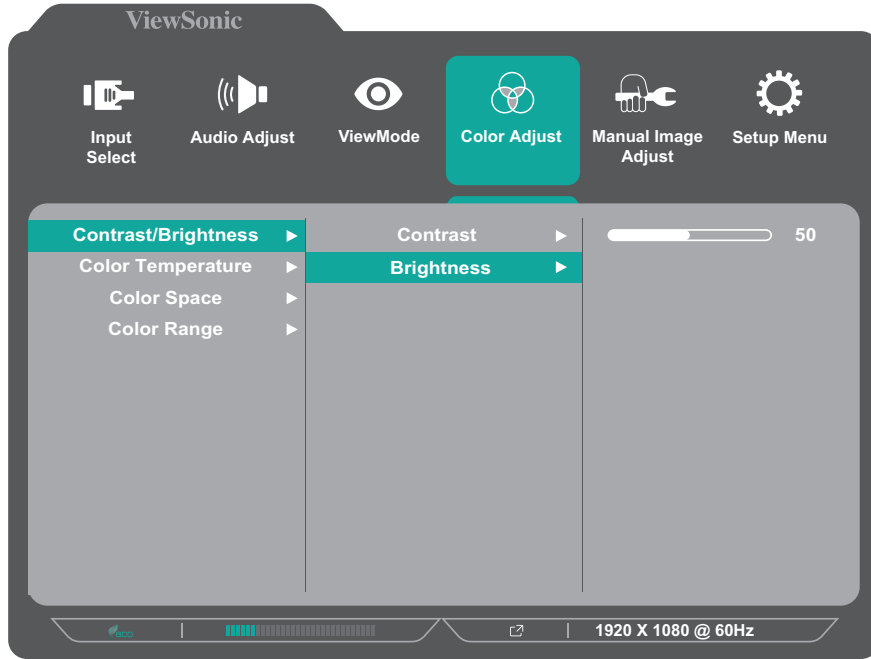 ViewSonic
Input
Select
Audio Adjust
ViewMode
Color Adjust
Manual Image
Adjust
Setup Menu
Contrast/Brightness
Color Temperature
Color Space
Color Range
Contrast
Brightness
50
ECO
1920 X 1080 @ 60Hz